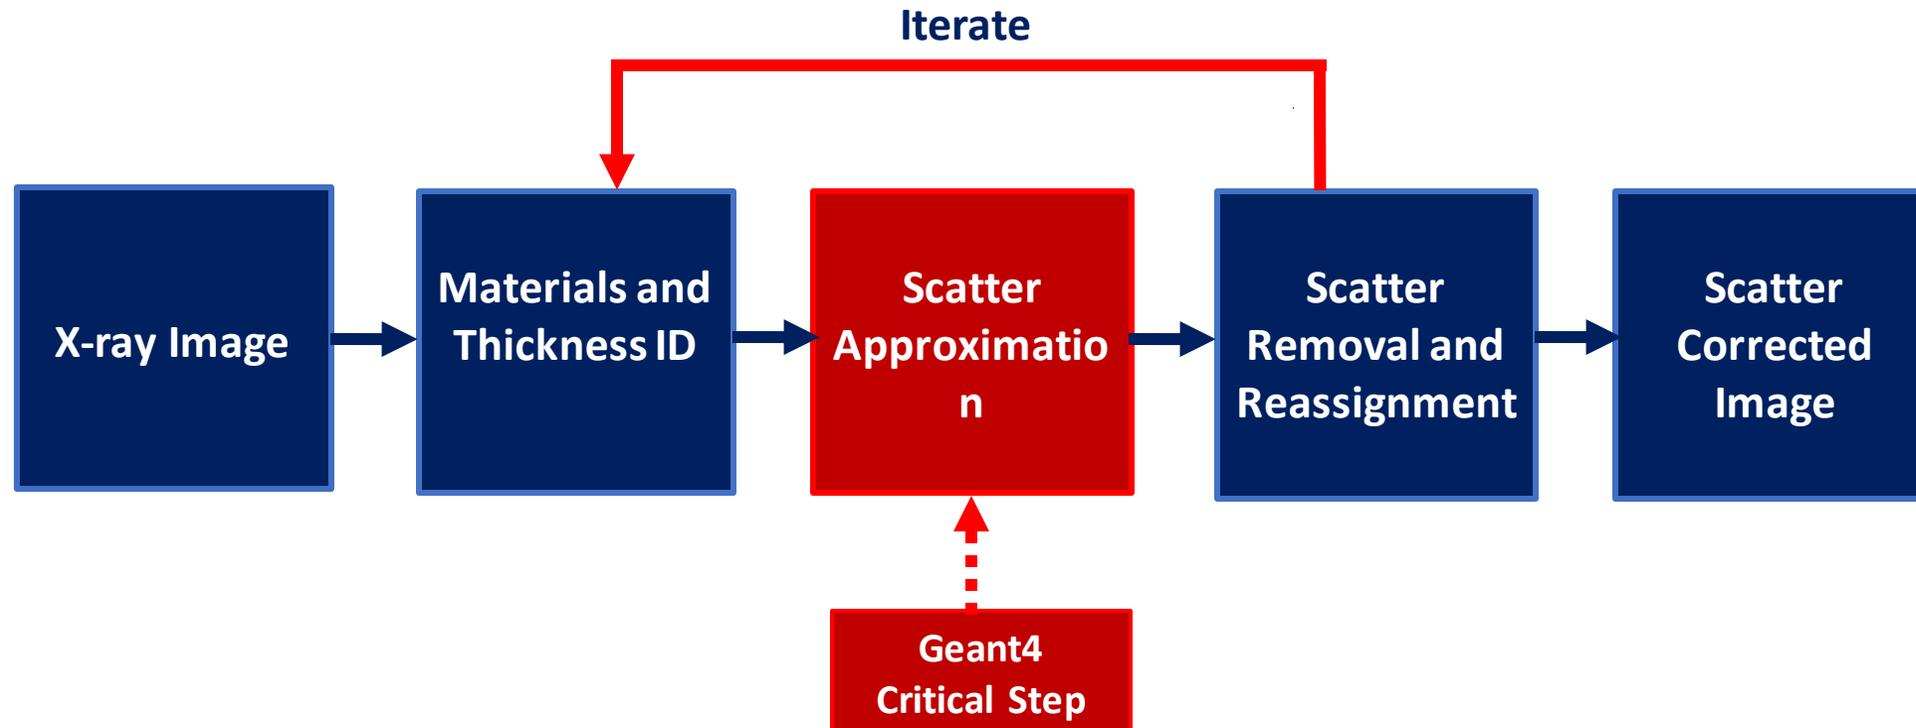 Iterate
X-ray Image
Materials and
Thickness ID
Scatter
Approximatio
n
Scatter
Removal and
Reassignment
Scatter
Corrected
Image
Geant4
Critical Step